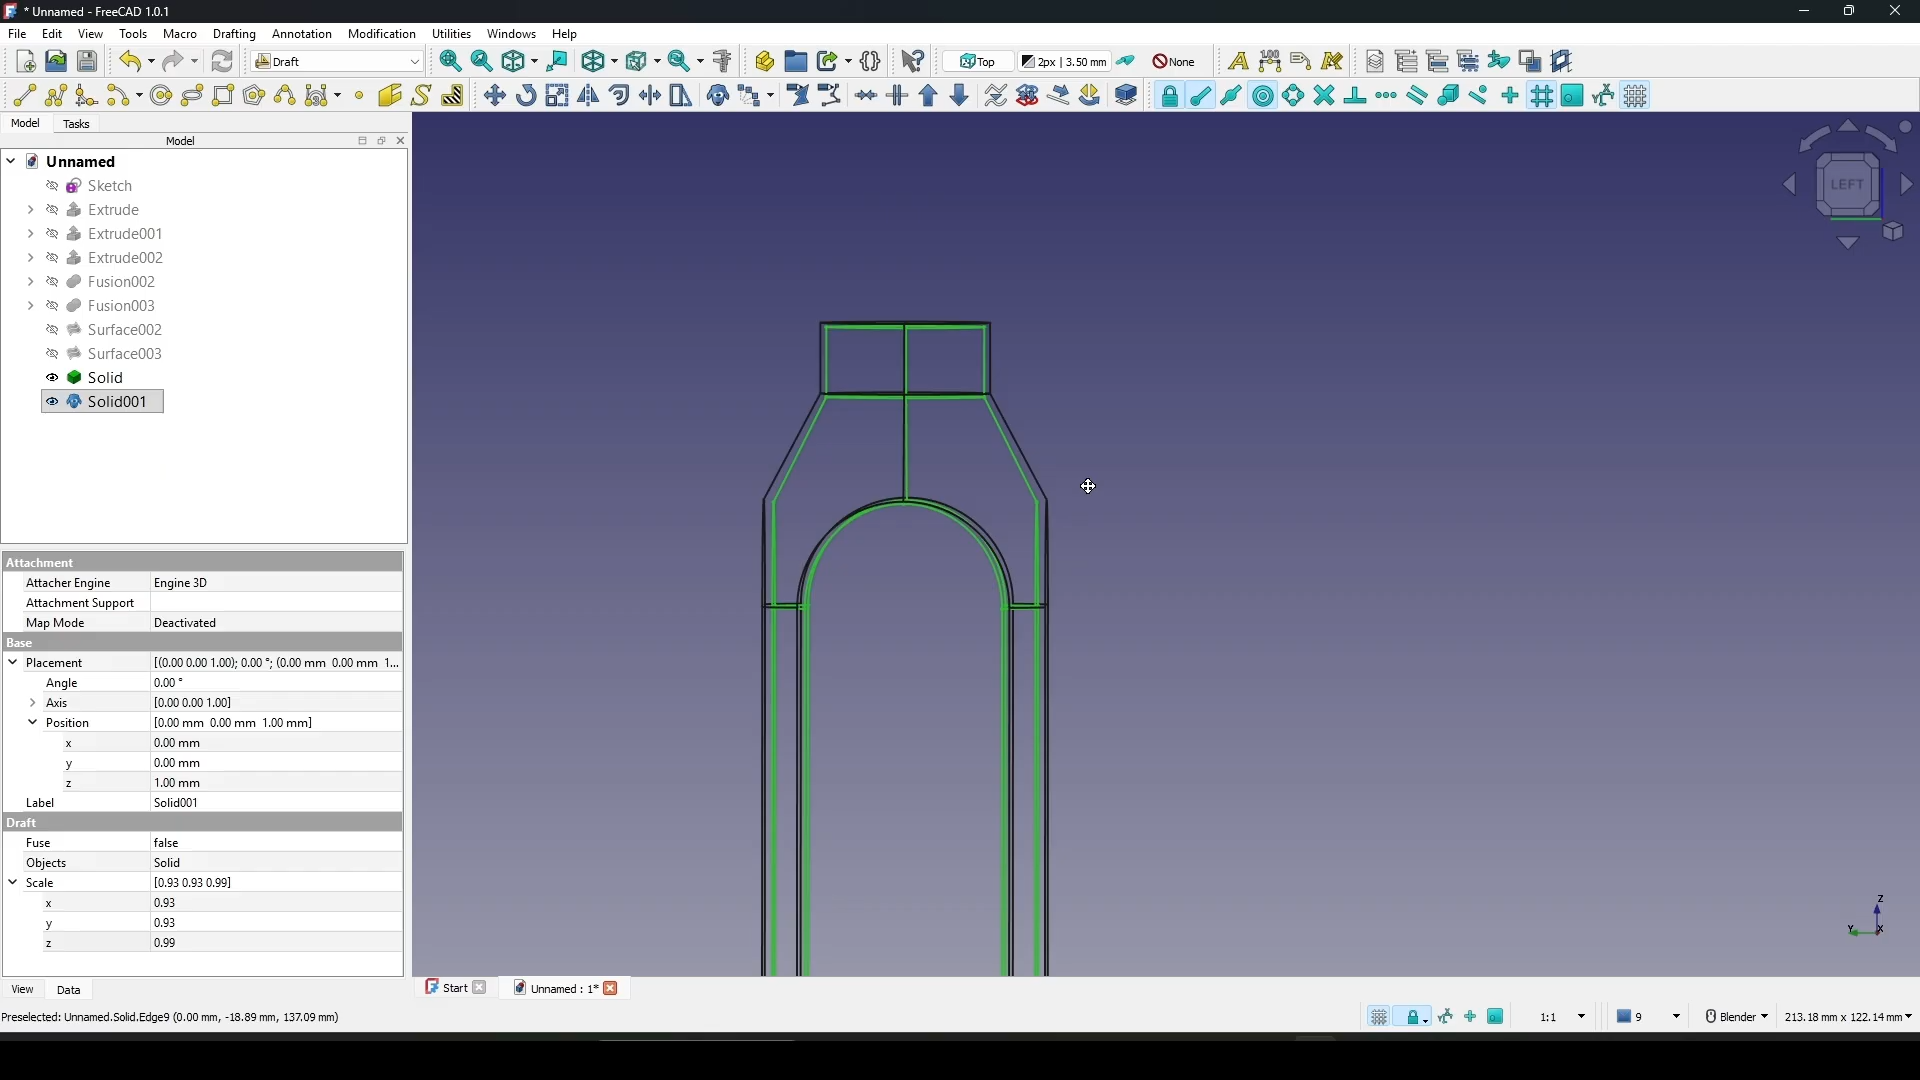 * Unnamed - FreeCAD 1.0.1
File Edit View Tools Macro Drafting Annotation Modification Utilities Windows Help
Draft Top 2px | 3.50 mm None
Model Tasks
Model
Unnamed
Sketch
Extrude
Extrude001
Extrude002
Fusion002
Fusion003
Surface002
Surface003
Solid
Solid001
Attachment
Attacher Engine Engine 3D
Attachment Support
Map Mode Deactivated
Base
Placement [(0.00 0.00 1.00); 0.00 °; (0.00 mm 0.00 mm 1...
Angle 0.00 °
Axis [0.00 0.00 1.00]
Position [0.00 mm 0.00 mm 1.00 mm]
x 0.00 mm
y 0.00 mm
z 1.00 mm
Label Solid001
Draft
Fuse false
Objects Solid
Scale [0.93 0.93 0.99]
x 0.93
y 0.93
z 0.99
View Data
LEFT
Z
Y X
Start Unnamed : 1*
Preselected: Unnamed.Solid.Edge9 (0.00 mm, -18.89 mm, 137.09 mm)
1:1 9 Blender 213.18 mm x 122.14 mm